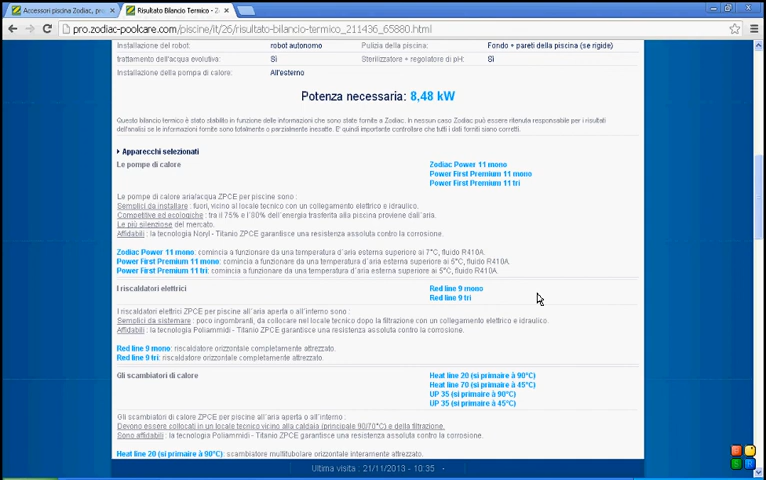 Accessori piscina Zodiac, pr
Risultato Bilancio Termico - Z
pro.zodiac-poolcare.com/piscine/it/26/risultato-bilancio-termico_211436_65880.html
Installazione del robot: robot autonomo Pulizia della piscina: Fondo + pareti della piscina (se rigide)
trattamento dell'acqua evolutiva: Sì Sterilizzatore + regolatore di pH: Sì
Installazione della pompa di calore: All'esterno
Potenza necessaria: 8,48 kW
Questo bilancio termico è stato stabilito in funzione delle informazioni che sono state fornite a Zodiac. In nessun caso Zodiac può essere ritenuta responsabile per i risultati
dell'analisi se le informazioni fornite sono totalmente o parzialmente inesatte. E' quindi importante controllare che tutti i dati forniti siano corretti.
Apparecchi selezionati
Le pompe di calore Zodiac Power 11 mono
Power First Premium 11 mono
Power First Premium 11 tri
Le pompe di calore aria/acqua ZPCE per piscine sono :
Semplici da installare : fuori, vicino al locale tecnico con un collegamento elettrico e idraulico.
Competitive ed ecologiche : tra il 75% e l'80% dell'energia trasferita alla piscina proviene dall'aria.
Le più silenziose del mercato.
Affidabili : la tecnologia Noryl - Titanio ZPCE garantisce una resistenza assoluta contro la corrosione.
Zodiac Power 11 mono: comincia a funzionare da una temperatura d'aria esterna superiore ai 7°C, fluido R410A.
Power First Premium 11 mono: comincia a funzionare da una temperatura d'aria esterna superiore ai 5°C, fluido R410A.
Power First Premium 11 tri: comincia a funzionare da una temperatura d'aria esterna superiore ai 5°C, fluido R410A.
I riscaldatori elettrici Red line 9 mono
Red line 9 tri
I riscaldatori elettrici ZPCE per piscine all'aria aperta o all'interno sono :
Semplici da sistemare : poco ingombranti, da collocare nel locale tecnico dopo la filtrazione con un collegamento elettrico e idraulico.
Affidabili : la tecnologia Poliammidi - Titanio ZPCE garantisce una resistenza assoluta contro la corrosione.
Red line 9 mono: riscaldatore orizzontale completamente attrezzato.
Red line 9 tri: riscaldatore orizzontale completamente attrezzato.
Gli scambiatori di calore Heat line 20 (si primaire à 90°C)
Heat line 70 (si primaire à 45°C)
UP 35 (si primaire à 90°C)
UP 35 (si primaire à 45°C)
Gli scambiatori di calore ZPCE per piscine all'aria aperta o all'interno :
Devono essere collocati in un locale tecnico vicino alla caldaia (principale 90/70°C) e della filtrazione.
Sono affidabili : la tecnologia Poliammidi - Titanio ZPCE garantisce una resistenza assoluta contro la corrosione.
Heat line 20 (si primaire à 90°C): scambiatore multitubolare orizzontale interamente attrezzato.
Ultima visita : 21/11/2013 - 10:35 -